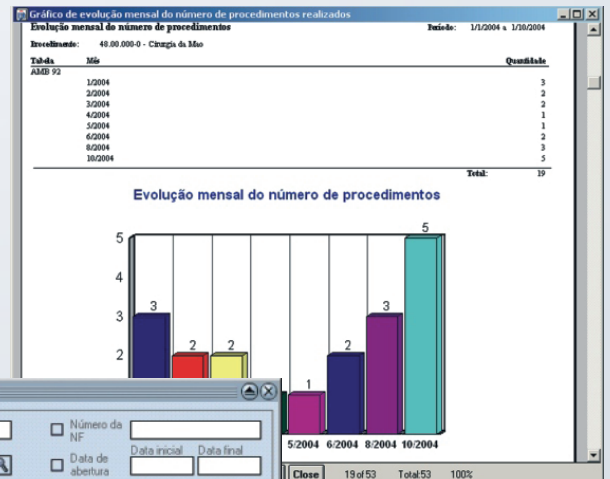 Gráfico de evolução mensal do número de procedimentos realizados
Evolução mensal do número de procedimentos Período: 1/1/2004 a 1/10/2004
Procedimento: 48.00.000-0 - Cirurgia da Mao
Tabela Mês Quantidade
AMB 92
1/2004 3
2/2004 2
3/2004 2
4/2004 1
5/2004 1
6/2004 2
8/2004 3
10/2004 5
Total: 19
Evolução mensal do número de procedimentos
5
5
4
3
3
3
2
2
2
2
1
5/2004 6/2004 8/2004 10/2004
Número da NF
Data inicial Data final
Data de abertura
Close 19 of 53 Total:53 100%